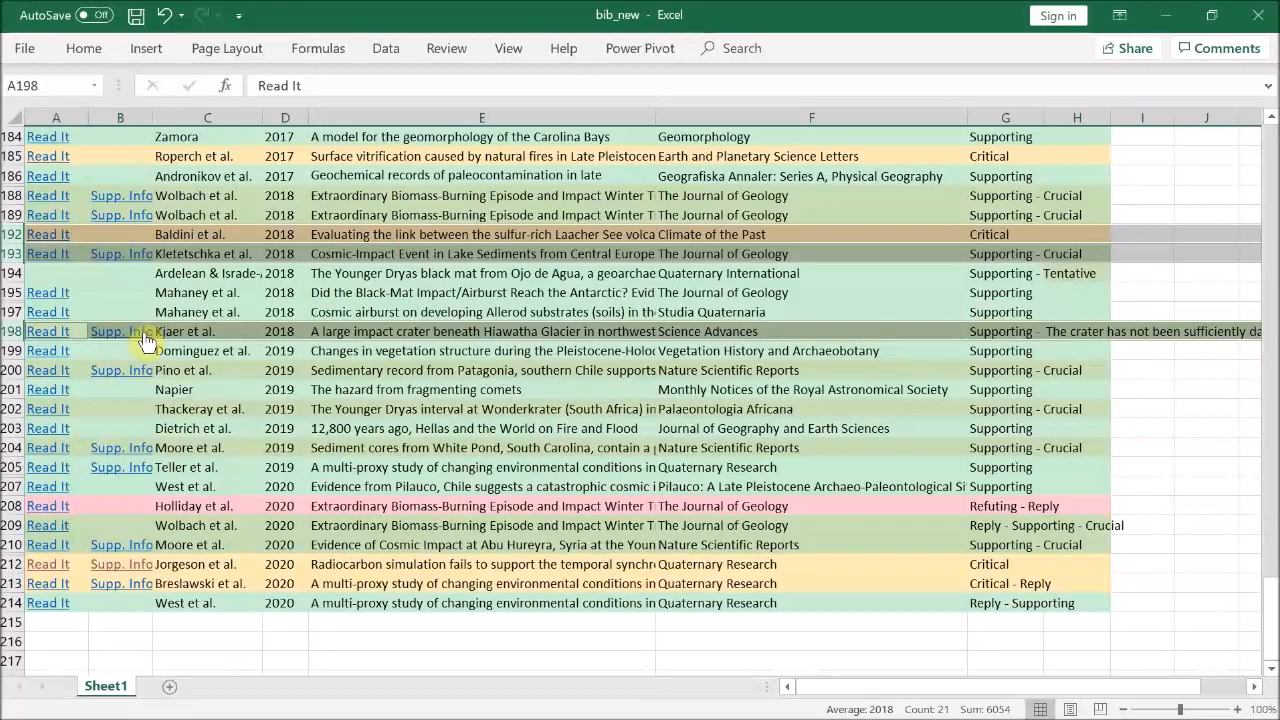 AutoSave Off bib_new - Excel Sign in
File Home Insert Page Layout Formulas Data Review View Help Power Pivot Search Share Comments
A198 fx Read It
A B C D E F G H I J
184 Read It Zamora 2017 A model for the geomorphology of the Carolina Bays Geomorphology Supporting
185 Read It Roperch et al. 2017 Surface vitrification caused by natural fires in Late Pleistocen Earth and Planetary Science Letters Critical
186 Read It Andronikov et al. 2017 Geochemical records of paleocontamination in late Geografiska Annaler: Series A, Physical Geography Supporting
188 Read It Supp. Info Wolbach et al. 2018 Extraordinary Biomass-Burning Episode and Impact Winter T The Journal of Geology Supporting - Crucial
189 Read It Supp. Info Wolbach et al. 2018 Extraordinary Biomass-Burning Episode and Impact Winter T The Journal of Geology Supporting - Crucial
192 Read It Baldini et al. 2018 Evaluating the link between the sulfur-rich Laacher See volca Climate of the Past Critical
193 Read It Supp. Info Kletetschka et al. 2018 Cosmic-Impact Event in Lake Sediments from Central Europe The Journal of Geology Supporting - Crucial
194 Ardelean & Israde-A 2018 The Younger Dryas black mat from Ojo de Agua, a geoarchae Quaternary International Supporting - Tentative
195 Read It Mahaney et al. 2018 Did the Black-Mat Impact/Airburst Reach the Antarctic? Evid The Journal of Geology Supporting
197 Read It Mahaney et al. 2018 Cosmic airburst on developing Allerod substrates (soils) in th Studia Quaternaria Supporting
198 Read It Supp. Info Kjaer et al. 2018 A large impact crater beneath Hiawatha Glacier in northwest Science Advances Supporting - The crater has not been sufficiently da
199 Read It Dominguez et al. 2019 Changes in vegetation structure during the Pleistocene-Holoc Vegetation History and Archaeobotany Supporting
200 Read It Supp. Info Pino et al. 2019 Sedimentary record from Patagonia, southern Chile supports Nature Scientific Reports Supporting - Crucial
201 Read It Napier 2019 The hazard from fragmenting comets Monthly Notices of the Royal Astronomical Society Supporting
202 Read It Thackeray et al. 2019 The Younger Dryas interval at Wonderkrater (South Africa) in Palaeontologia Africana Supporting - Crucial
203 Read It Dietrich et al. 2019 12,800 years ago, Hellas and the World on Fire and Flood Journal of Geography and Earth Sciences Supporting
204 Read It Supp. Info Moore et al. 2019 Sediment cores from White Pond, South Carolina, contain a p Nature Scientific Reports Supporting - Crucial
205 Read It Supp. Info Teller et al. 2019 A multi-proxy study of changing environmental conditions in Quaternary Research Supporting
207 Read It West et al. 2020 Evidence from Pilauco, Chile suggests a catastrophic cosmic i Pilauco: A Late Pleistocene Archaeo-Paleontological Si Supporting
208 Read It Holliday et al. 2020 Extraordinary Biomass-Burning Episode and Impact Winter T The Journal of Geology Refuting - Reply
209 Read it Wolbach et al. 2020 Extraordinary Biomass-Burning Episode and Impact Winter T The Journal of Geology Reply - Supporting - Crucial
210 Read It Supp. Info Moore et al. 2020 Evidence of Cosmic Impact at Abu Hureyra, Syria at the Youn Nature Scientific Reports Supporting - Crucial
212 Read It Supp. Info Jorgeson et al. 2020 Radiocarbon simulation fails to support the temporal synchr Quaternary Research Critical
213 Read It Supp. Info Breslawski et al. 2020 A multi-proxy study of changing environmental conditions in Quaternary Research Critical - Reply
214 Read It West et al. 2020 A multi-proxy study of changing environmental conditions in Quaternary Research Reply - Supporting
215
216
217
Sheet1
Average: 2018 Count: 21 Sum: 6054 100%